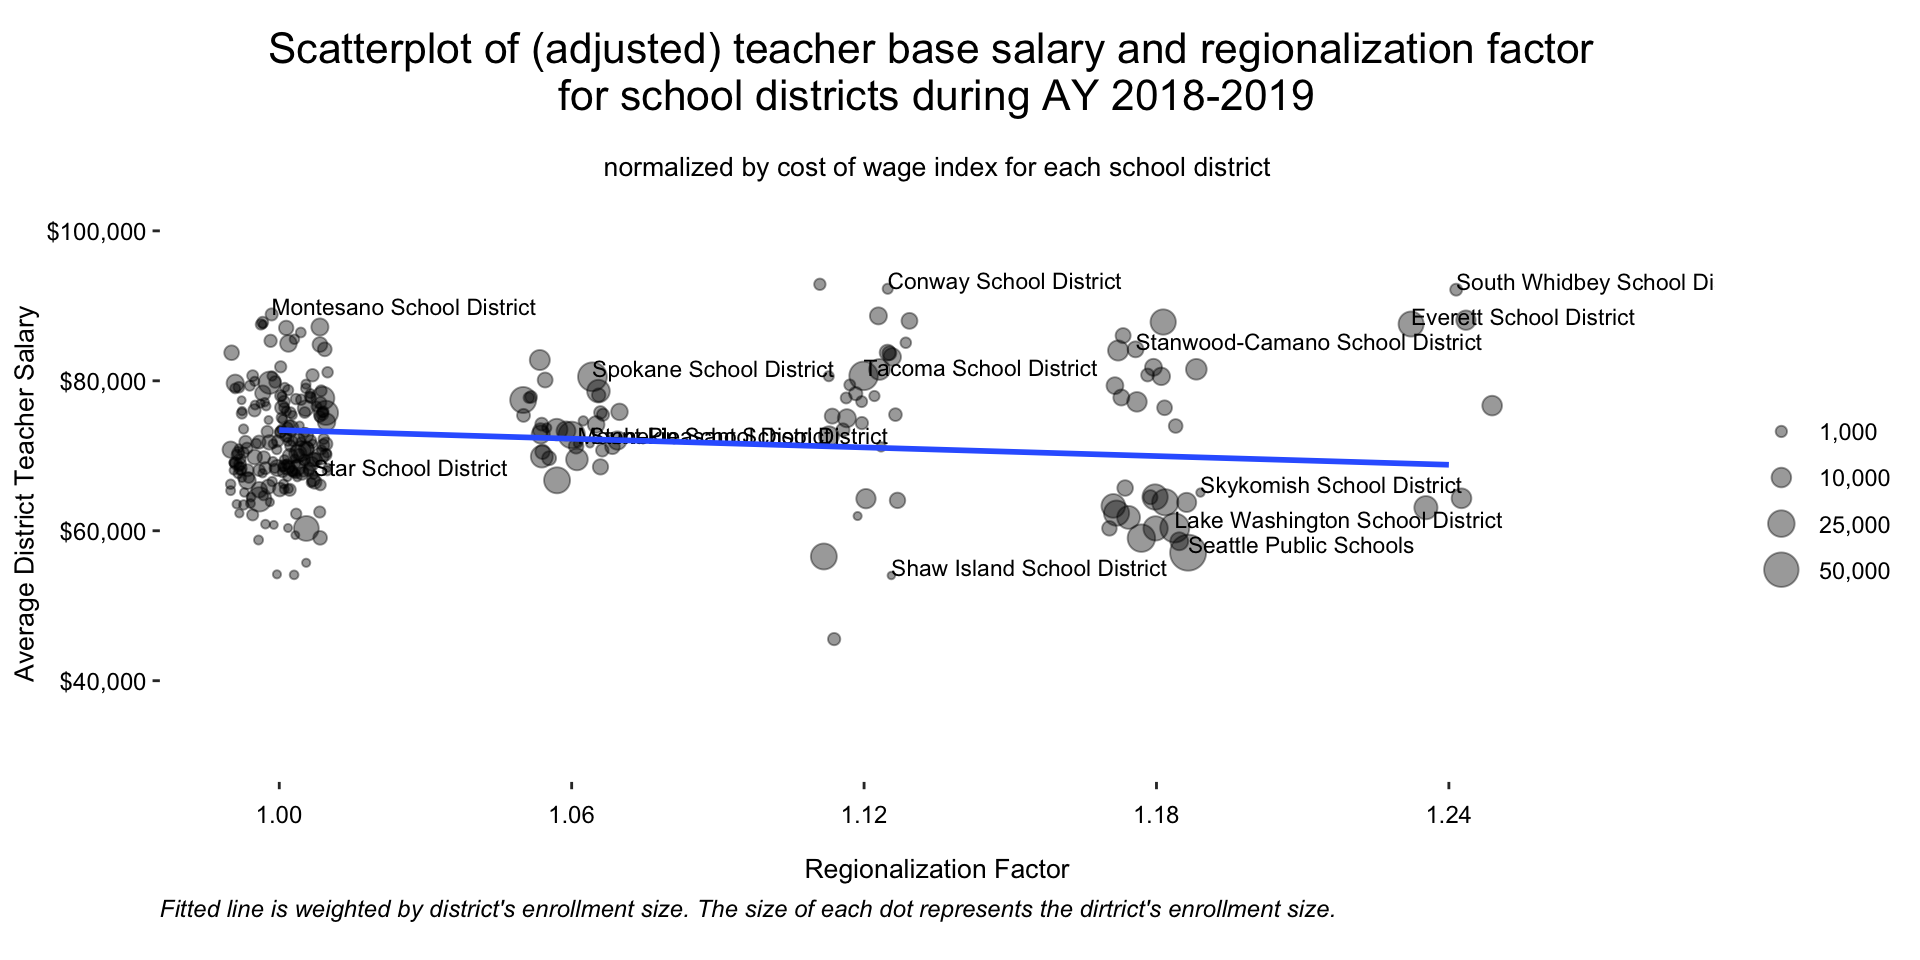 Scatterplot of (adjusted) teacher base salary and regionalization factor
for school districts during AY 2018-2019
normalized by cost of wage index for each school district
$100,000
$80,000
$60,000
$40,000
Average District Teacher Salary
Conway School District
South Whidbey School Di
Montesano School District
Everett School District
Stanwood-Camano School District
Spokane School District
Tacoma School District
District
Star School District
Skykomish School District
Lake Washington School District
Seattle Public Schools
Shaw Island School District
1,000
10,000
25,000
50,000
1.00
1.06
1.12
1.18
1.24
Regionalization Factor
Fitted line is weighted by district's enrollment size. The size of each dot represents the dirtrict's enrollment size.